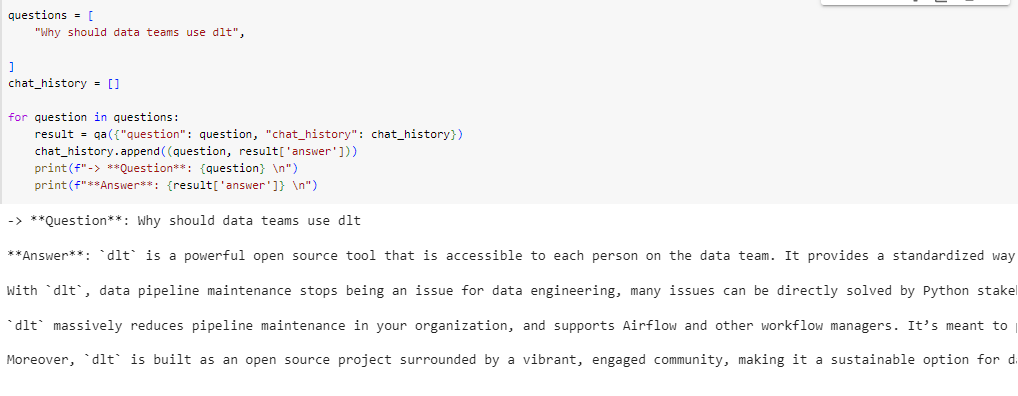 questions = [
    "Why should data teams use dlt",
]
chat_history = []
for question in questions:
    result = qa({"question": question, "chat_history": chat_history})
    chat_history.append((question, result['answer']))
    print(f"-> **Question**: {question} \n")
    print(f"**Answer**: {result['answer']} \n")
-> **Question**: Why should data teams use dlt
**Answer**: `dlt` is a powerful open source tool that is accessible to each person on the data team. It provides a standardized way
With `dlt`, data pipeline maintenance stops being an issue for data engineering, many issues can be directly solved by Python
`dlt` massively reduces pipeline maintenance in your organization, and supports Airflow and other workflow managers. It’s meant to
Moreover, `dlt` is built as an open source project surrounded by a vibrant, engaged community, making it a sustainable option for